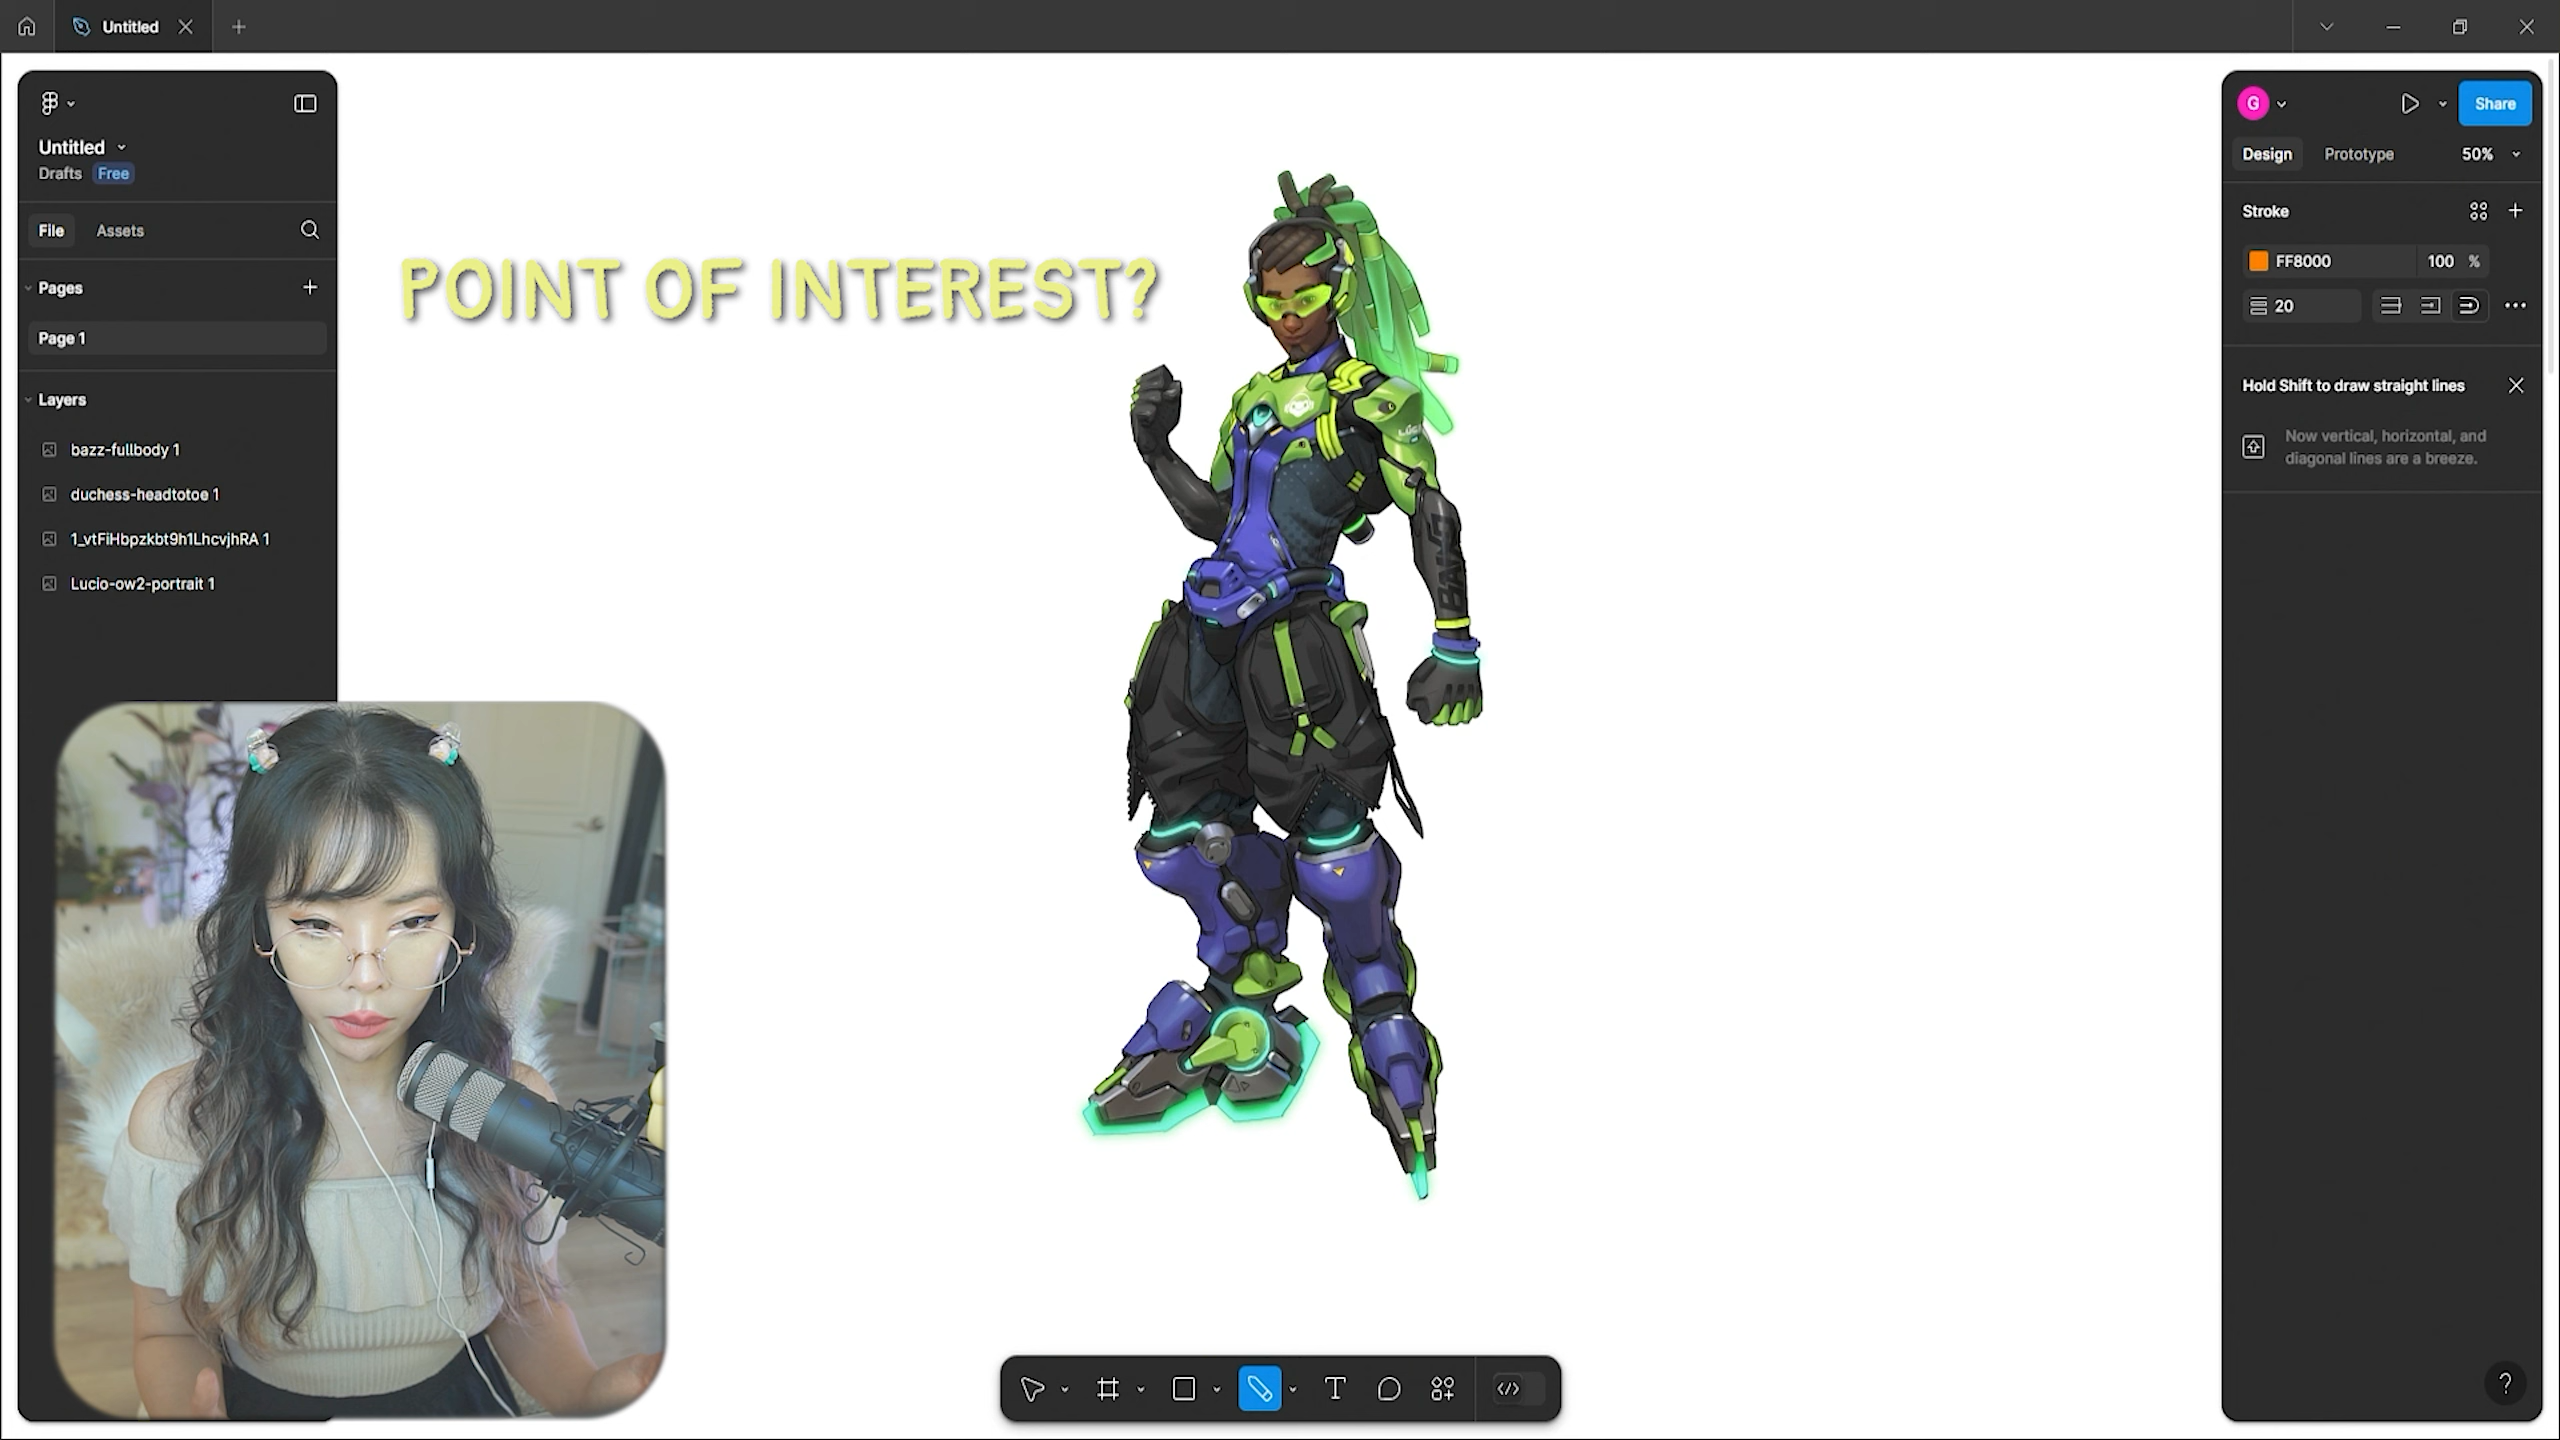 Untitled
Untitled
Drafts Free
File Assets
Pages
Page 1
Layers
bazz-fullbody 1
duchess-headtotoe 1
1_vtFiHbpzkbt9h1LhcvjhRA 1
Lucio-ow2-portrait 1
POINT OF INTEREST?
G
Share
Design Prototype 50%
Stroke
FF8000 100 %
20
Hold Shift to draw straight lines
Now vertical, horizontal, and
diagonal lines are a breeze.
?